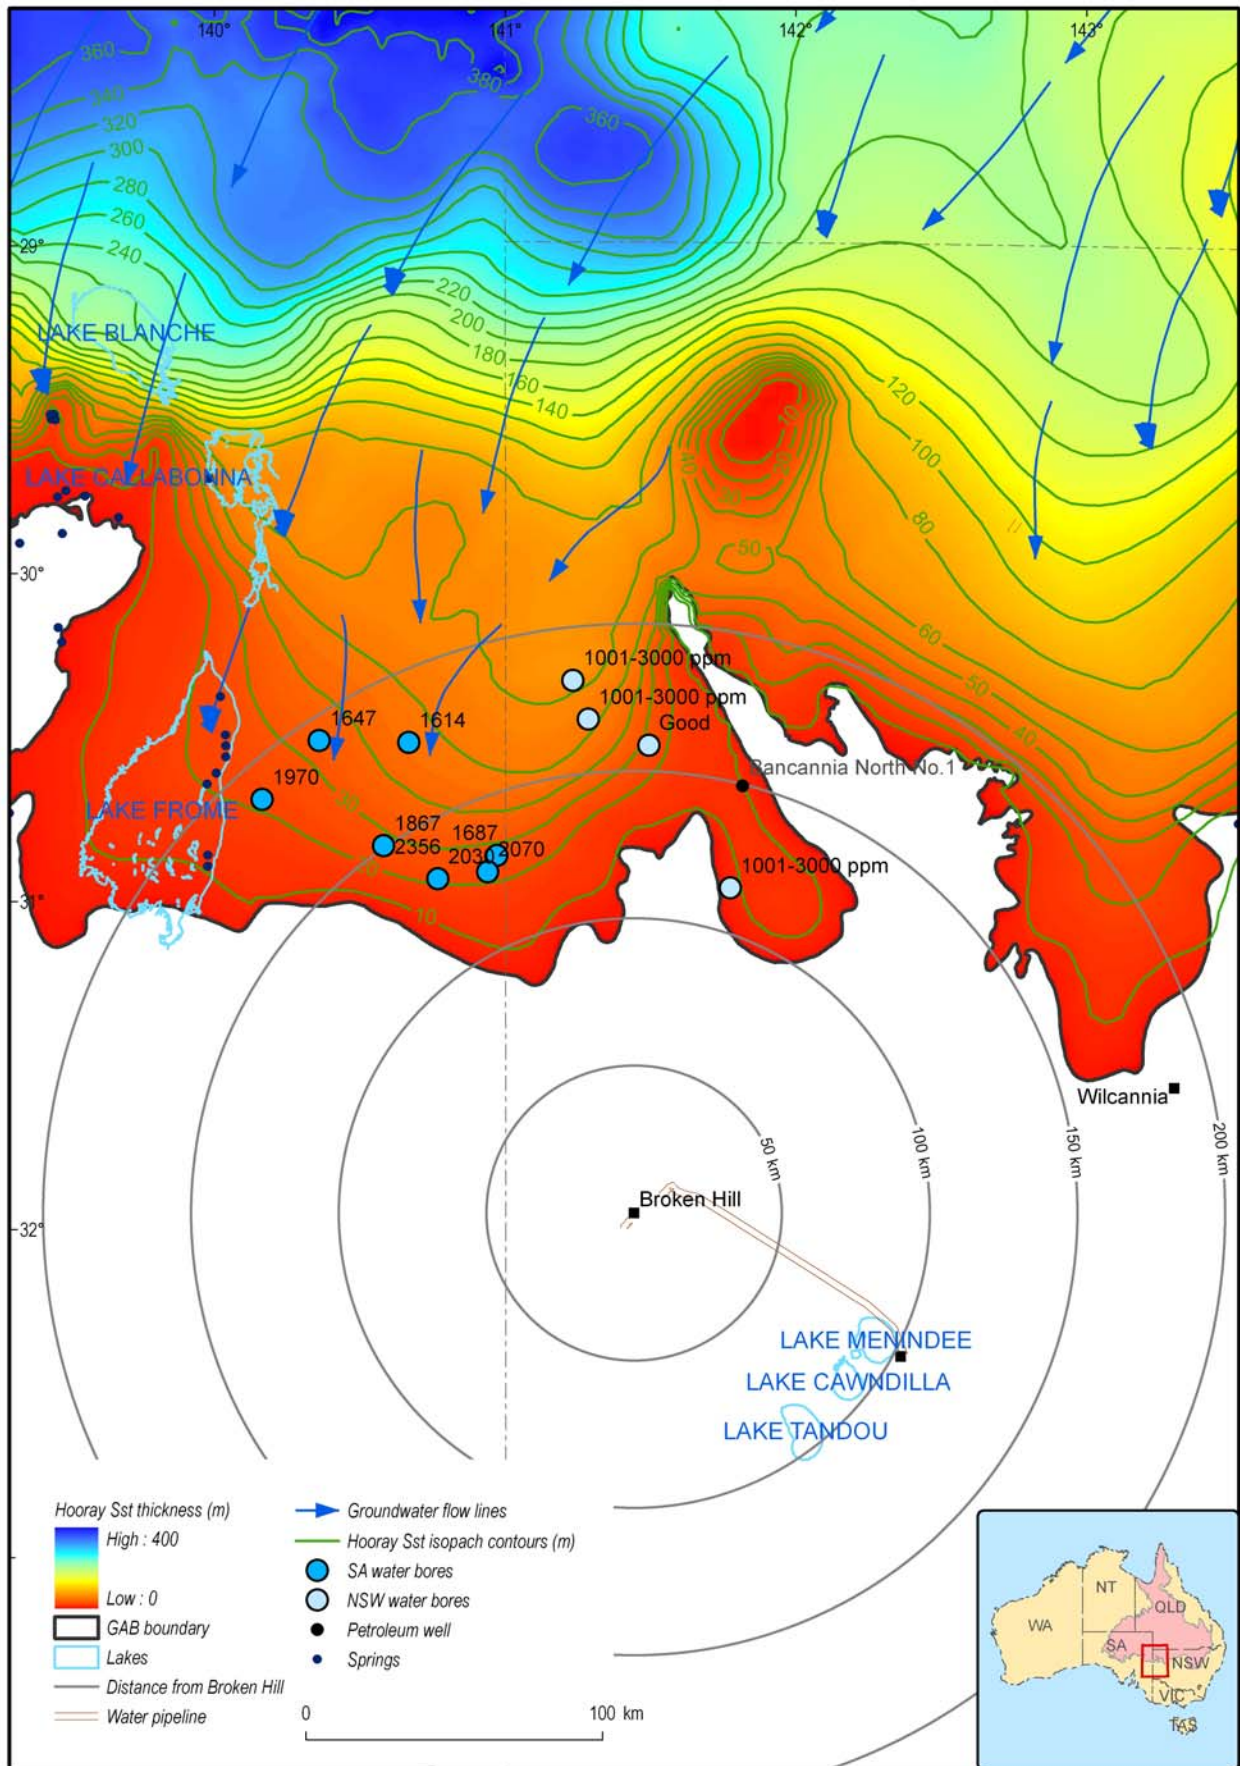 140°
141°
142°
143°
360
380
360
340
320
300
280
260
240
29°
220
200
180
160
140
120
100
80
LAKE BLANCHE
10
20
30
40
50
LAKE CALLABONNA
30°
60
50
40
1001-3000 ppm
1001-3000 ppm
Good
1647
1614
Bancannia North No.1
1970
30
LAKE FROME
1867
1687
2356
2030
2070
1001-3000 ppm
31°
10
Wilcannia
50 km
100 km
150 km
200 km
Broken Hill
32°
LAKE MENINDEE
LAKE CAWNDILLA
LAKE TANDOU
Hooray Sst thickness (m)
High : 400
Low : 0
GAB boundary
Lakes
Distance from Broken Hill
Water pipeline
Groundwater flow lines
Hooray Sst isopach contours (m)
SA water bores
NSW water bores
Petroleum well
Springs
0
100 km
NT
QLD
WA
SA
NSW
VIC
TAS